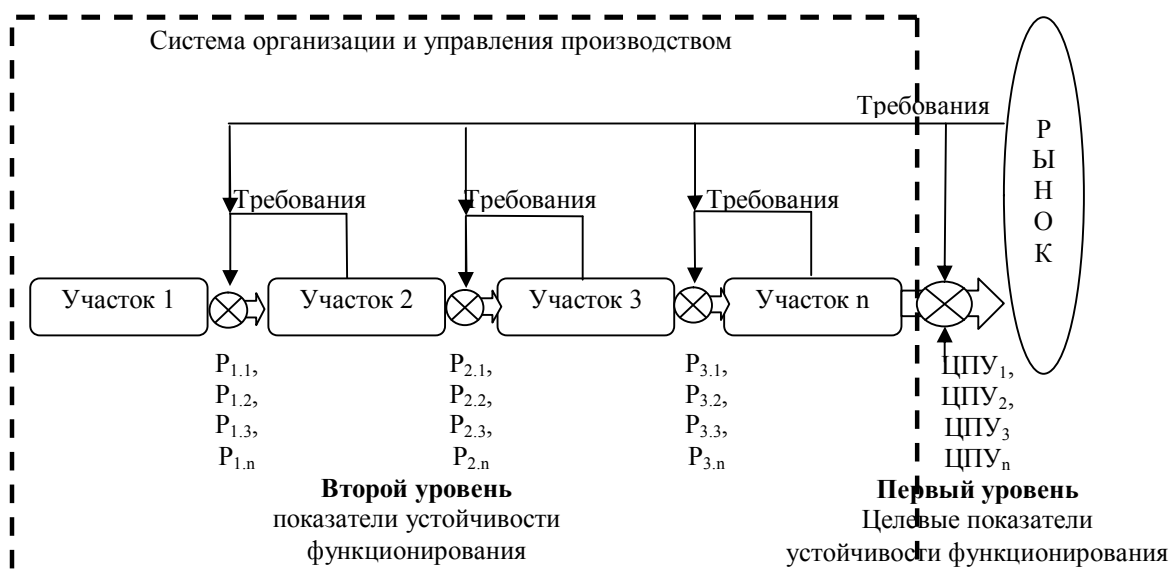 Система организации и управления производством
Требования
Р
Ы
Н
О
К
Требования
Требования
Требования
Участок 1
Участок 2
Участок 3
Участок n
P1.1,
P1.2,
P1.3,
P1.n
P2.1,
P2.2,
P2.3,
P2.n
P3.1,
P3.2,
P3.3,
P3.n
ЦПУ1,
ЦПУ2,
ЦПУ3
ЦПУn
Второй уровень
показатели устойчивости
функционирования
Первый уровень
Целевые показатели
устойчивости функционирования